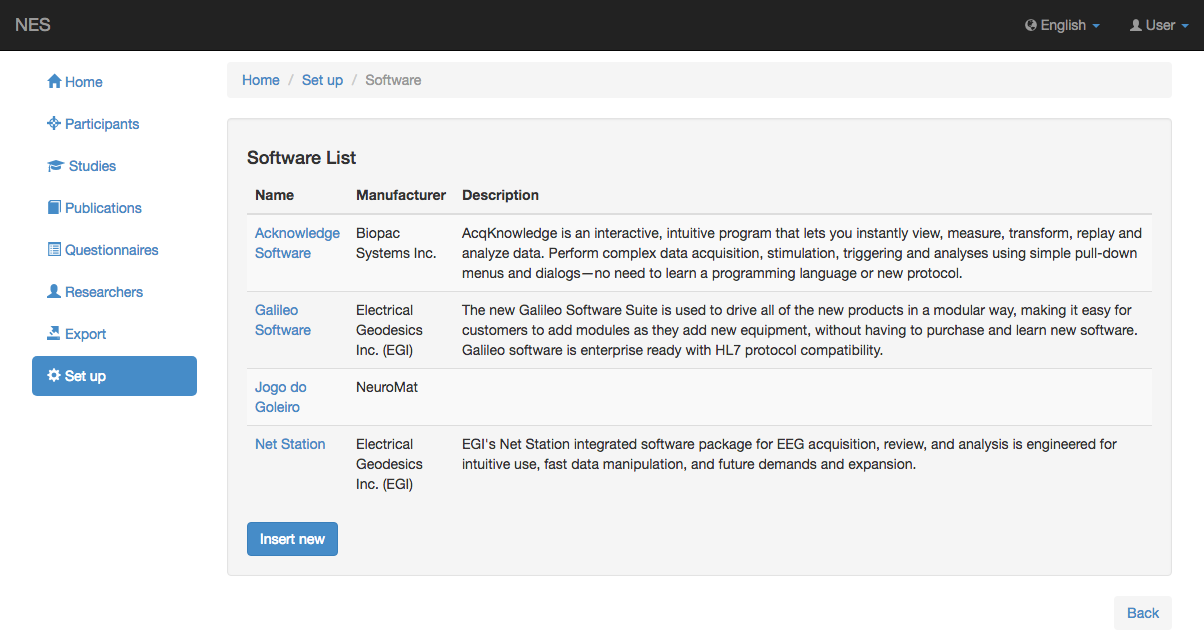 NES
English
User
Home
Participants
Studies
Publications
Questionnaires
Researchers
Export
Set up
Home / Set up / Software
Software List
Name Manufacturer Description
Acknowledge Software
Biopac Systems Inc.
AcqKnowledge is an interactive, intuitive program that lets you instantly view, measure, transform, replay and
analyze data. Perform complex data acquisition, stimulation, triggering and analyses using simple pull-down
menus and dialogs—no need to learn a programming language or new protocol.
Galileo Software
Electrical Geodesics Inc. (EGI)
The new Galileo Software Suite is used to drive all of the new products in a modular way, making it easy for
customers to add modules as they add new equipment, without having to purchase and learn new software.
Galileo software is enterprise ready with HL7 protocol compatibility.
Jogo do Goleiro
NeuroMat
Net Station
Electrical Geodesics Inc. (EGI)
EGI's Net Station integrated software package for EEG acquisition, review, and analysis is engineered for
intuitive use, fast data manipulation, and future demands and expansion.
Insert new
Back